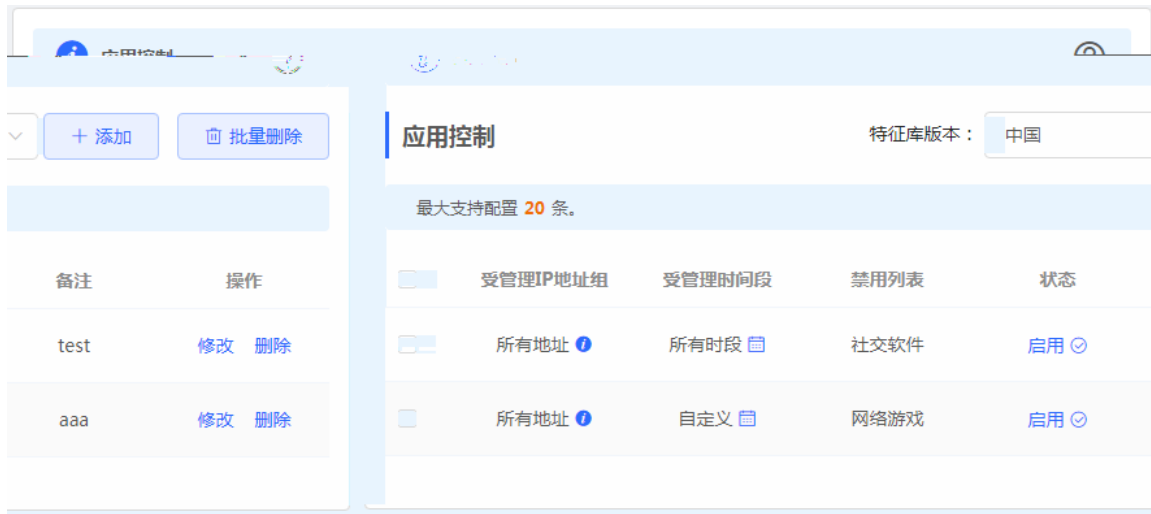 应用控制
+ 添加
批量删除
应用控制
特征库版本： 中国
最大支持配置 20 条。
备注 操作
受管理IP地址组 受管理时间段 禁用列表 状态
test 修改 删除
所有地址 所有时段 社交软件 启用
aaa 修改 删除
所有地址 自定义 网络游戏 启用